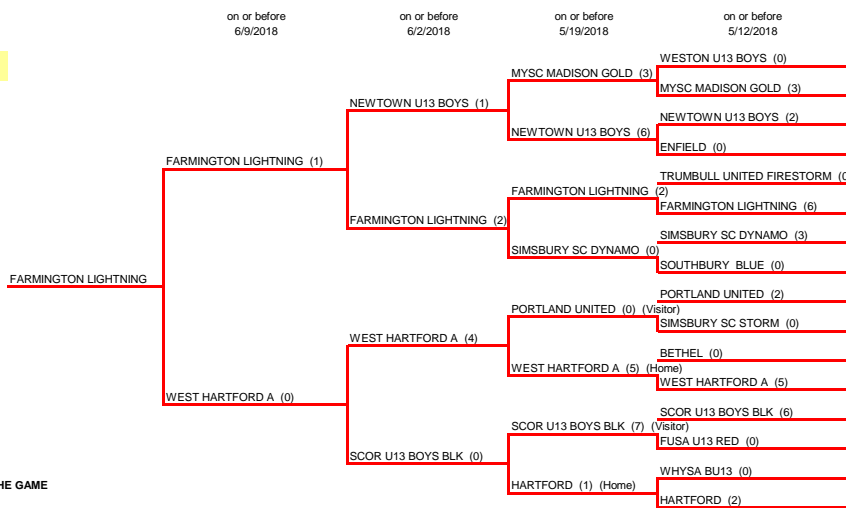 on or before
6/9/2018
on or before
6/2/2018
on or before
5/19/2018
on or before
5/12/2018
WESTON U13 BOYS (0)
MYSC MADISON GOLD (3)
MYSC MADISON GOLD (3)
NEWTOWN U13 BOYS (1)
NEWTOWN U13 BOYS (2)
NEWTOWN U13 BOYS (6)
ENFIELD (0)
FARMINGTON LIGHTNING (1)
TRUMBULL UNITED FIRESTORM (0
FARMINGTON LIGHTNING (2)
FARMINGTON LIGHTNING (6)
FARMINGTON LIGHTNING (2)
SIMSBURY SC DYNAMO (3)
SIMSBURY SC DYNAMO (0)
SOUTHBURY BLUE (0)
FARMINGTON LIGHTNING
PORTLAND UNITED (2)
PORTLAND UNITED (0) (Visitor)
SIMSBURY SC STORM (0)
WEST HARTFORD A (4)
BETHEL (0)
WEST HARTFORD A (5) (Home)
WEST HARTFORD A (5)
WEST HARTFORD A (0)
SCOR U13 BOYS BLK (6)
SCOR U13 BOYS BLK (7) (Visitor)
FUSA U13 RED (0)
SCOR U13 BOYS BLK (0)
WHYSA BU13 (0)
HE GAME
HARTFORD (1) (Home)
HARTFORD (2)